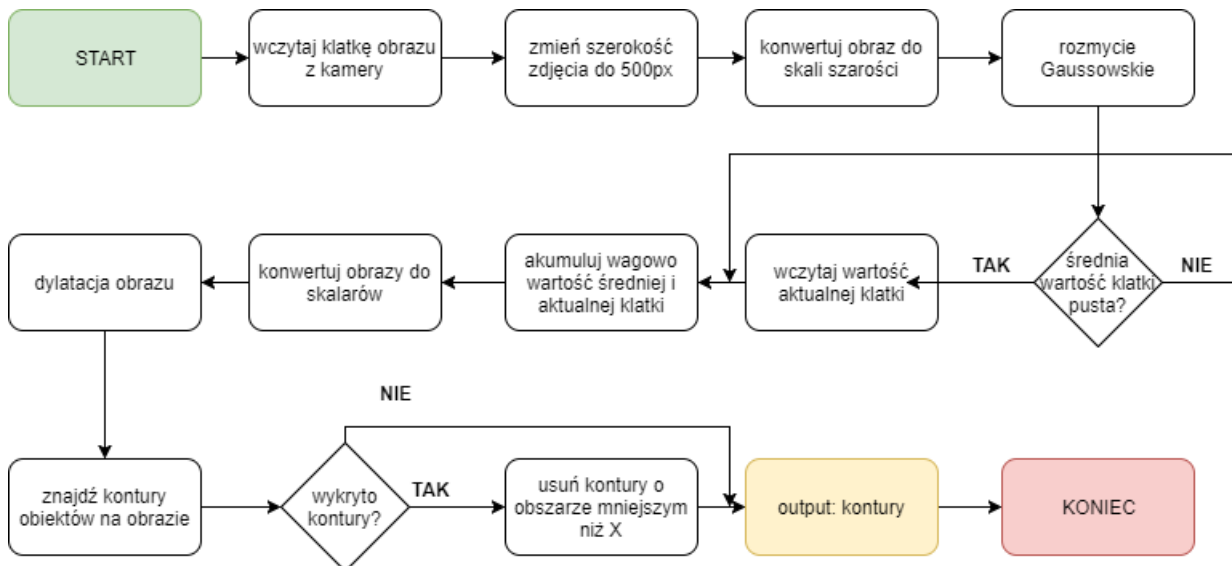 START
wczytaj klatkę obrazu
z kamery
zmień szerokość
zdjęcia do 500px
konwertuj obraz do
skali szarości
rozmycie
Gaussowskie
średnia
wartość klatki
pusta?
TAK
NIE
wczytaj wartość
aktualnej klatki
akumuluj wagowo
wartość średniej i
aktualnej klatki
konwertuj obrazy do
skalarów
dylatacja obrazu
znajdź kontury
obiektów na obrazie
wykryto
kontury?
NIE
TAK
usuń kontury o
obszarze mniejszym
niż X
output: kontury
KONIEC